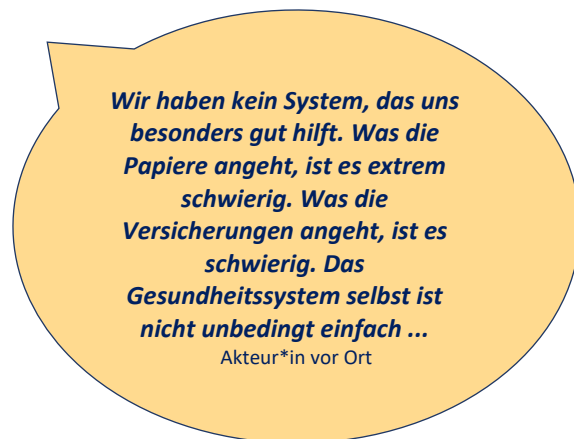 Wir haben kein System, das uns
besonders gut hilft. Was die
Papiere angeht, ist es extrem
schwierig. Was die
Versicherungen angeht, ist es
schwierig. Das
Gesundheitssystem selbst ist
nicht unbedingt einfach ...
Akteur*in vor Ort